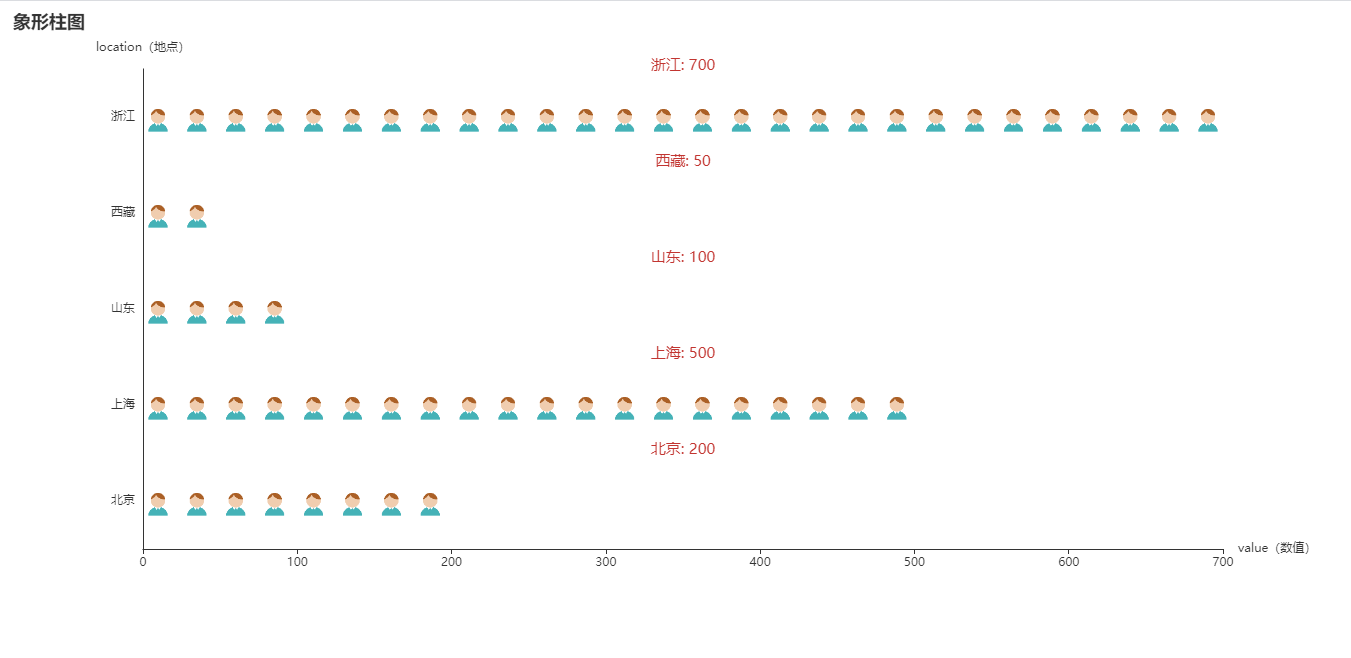 象形柱图
location（地点）
浙江: 700
浙江
西藏: 50
西藏
山东: 100
山东
上海: 500
上海
北京: 200
北京
0 100 200 300 400 500 600 700
value（数值）